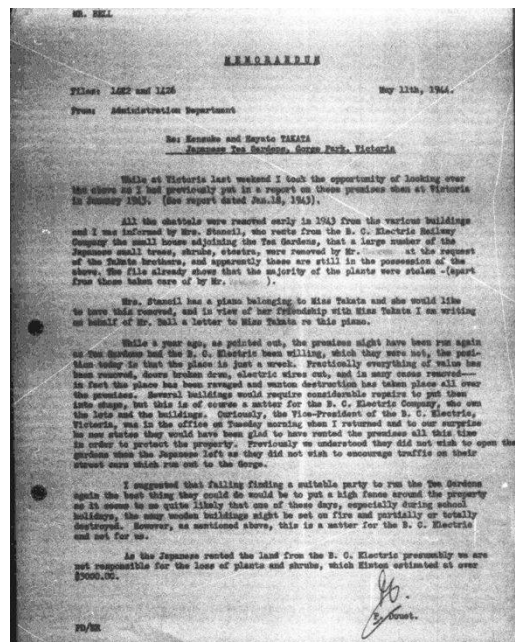 MR. BELL
MEMORANDUM
Files: 1422 and 1426 May 11th, 1944.
From: Administration Department
Re: Kensuke and Hayato TAKATA
Japanese Tea Gardens, Gorge Park, Victoria
While at Victoria last weekend I took the opportunity of looking over
the above as I had previously put in a report on these premises when at Victoria
in January 1943. (See report dated Jan.18, 1943).
All the chattels were removed early in 1943 from the various buildings
and I was informed by Mrs. Stancil, who rents from the B. C. Electric Railway
Company the small house adjoining the Tea Gardens, that a large number of the
Japanese small trees, shrubs, etcetra, were removed by Mr. at the request
of the Takata brothers, and apparently these are still in the possession of the
above. The file already shows that the majority of the plants were stolen -(apart
from those taken care of by Mr. ).
Mrs. Stancil has a piano belonging to Miss Takata and she would like
to have this removed, and in view of her friendship with Miss Takata I am writing
on behalf of Mr. Bell a letter to Miss Takata re this piano.
While a year ago, as pointed out, the premises might have been run again
as Tea Gardens had the B. C. Electric been willing, which they were not, the posi-
tion today is that the place is just a wreck. Practically everything of value has
been removed, doors broken down, electric wires cut, and in many cases removed---
in fact the place has been ravaged and wanton destruction has taken place all over
the premises. Several buildings would require considerable repairs to put them
into shape, but this is of course a matter for the B. C. Electric Company, who own
the lots and the buildings. Curiously, the Vice-President of the B. C. Electric,
Victoria, was in the office on Tuesday morning when I returned and to our surprise
he now states they would have been glad to have rented the premises all this time
in order to protect the property. Previously we understood they did not wish to open the
gardens when the Japanese left as they did not wish to encourage traffic on their
street cars which run out to the Gorge.
I suggested that failing finding a suitable party to run the Tea Gardens
again the best thing they could do would be to put a high fence around the property
as it seems to me quite likely that one of these days, especially during school
holidays, the many wooden buildings might be set on fire and partially or totally
destroyed. However, as mentioned above, this is a matter for the B. C. Electric
and not for us.
As the Japanese rented the land from the B. C. Electric presumably we are
not responsible for the loss of plants and shrubs, which Hinton estimated at over
$3000.00.
P. Douet.
PD/ER